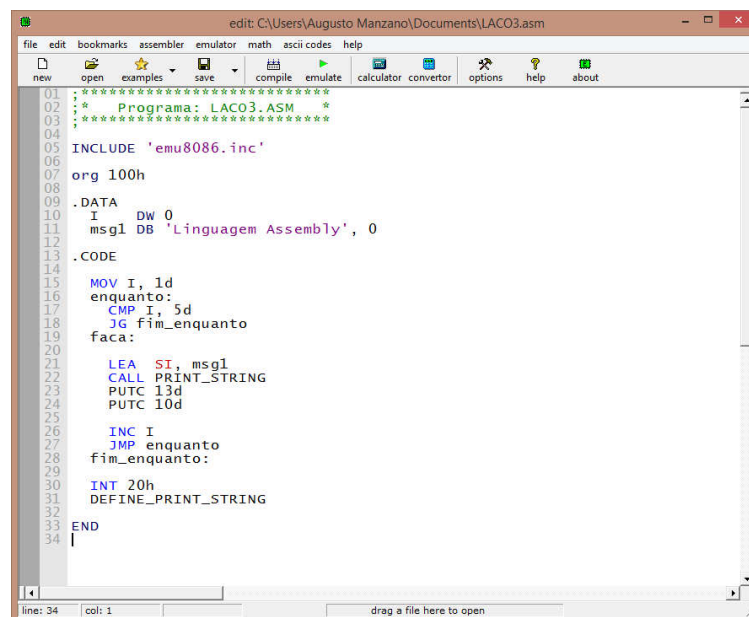 edit: C:\Users\Augusto Manzano\Documents\LACO3.asm
file edit bookmarks assembler emulator math ascii codes help
new open examples save compile emulate calculator convertor options help about
01 ;***************************
02 ;*   Programa: LACO3.ASM   *
03 ;***************************
04
05 INCLUDE 'emu8086.inc'
06
07 org 100h
08
09 .DATA
10   I    DW 0
11   msg1 DB 'Linguagem Assembly', 0
12
13 .CODE
14
15   MOV I, 1d
16   enquanto:
17     CMP I, 5d
18     JG fim_enquanto
19   faca:
20
21     LEA  SI, msg1
22     CALL PRINT_STRING
23     PUTC 13d
24     PUTC 10d
25
26     INC I
27     JMP enquanto
28   fim_enquanto:
29
30   INT 20h
31   DEFINE_PRINT_STRING
32
33 END
34
line: 34 col: 1 drag a file here to open